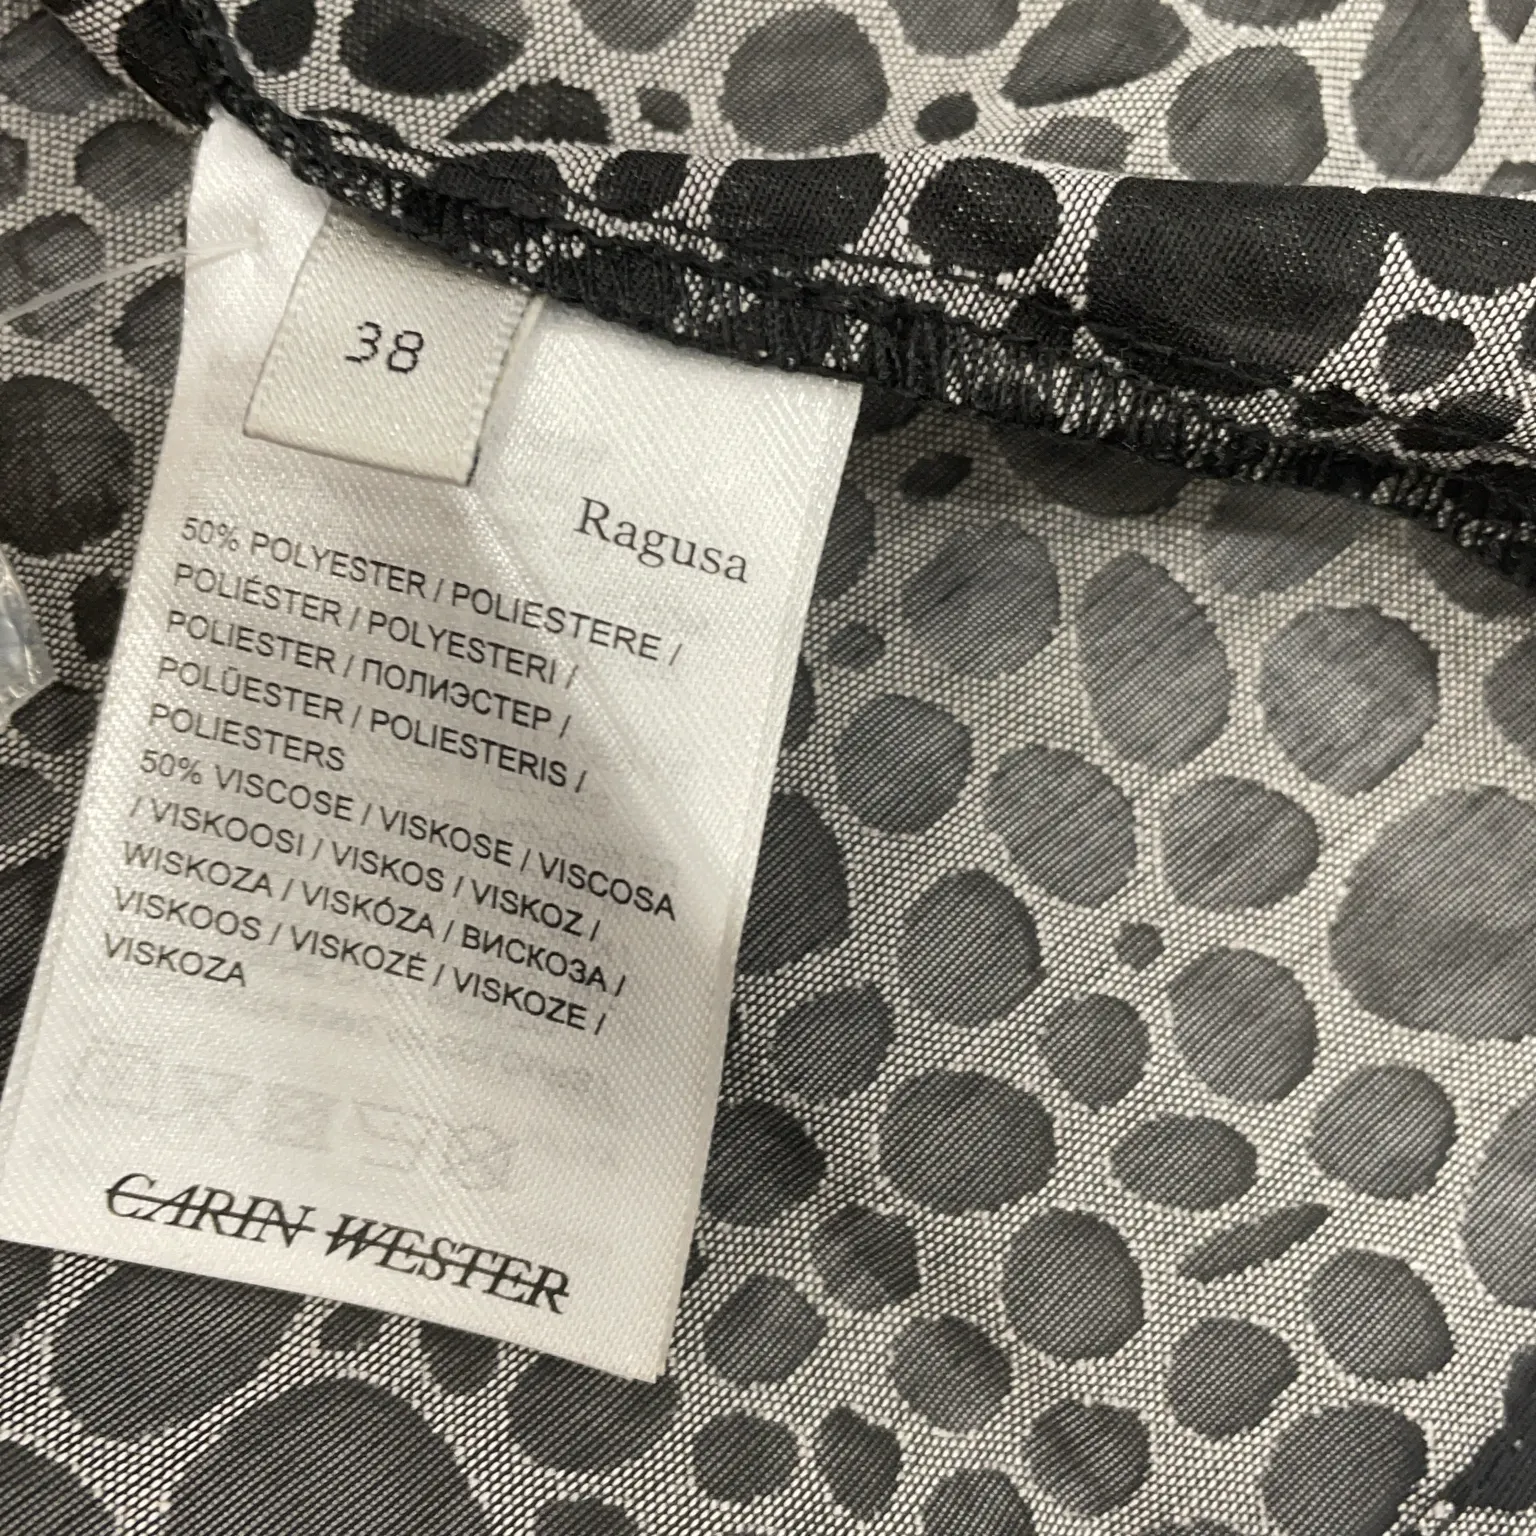 38
Ragusa
50% POLYESTER / POLIESTERE /
POLIÉSTER / POLYESTERI /
POLIESTER / ПОЛИЭСТЕР /
POLÜESTER / POLIESTERIS /
POLIESTERS
50% VISCOSE / VISKOSE / VISCOSA
/ VISKOOSI / VISKOS / VISKOZ /
WISKOZA / VISKÓZA / ВИСКОЗА /
VISKOOS / VISKOZĖ / VISKOZE /
VISKOZA
CARIN WESTER